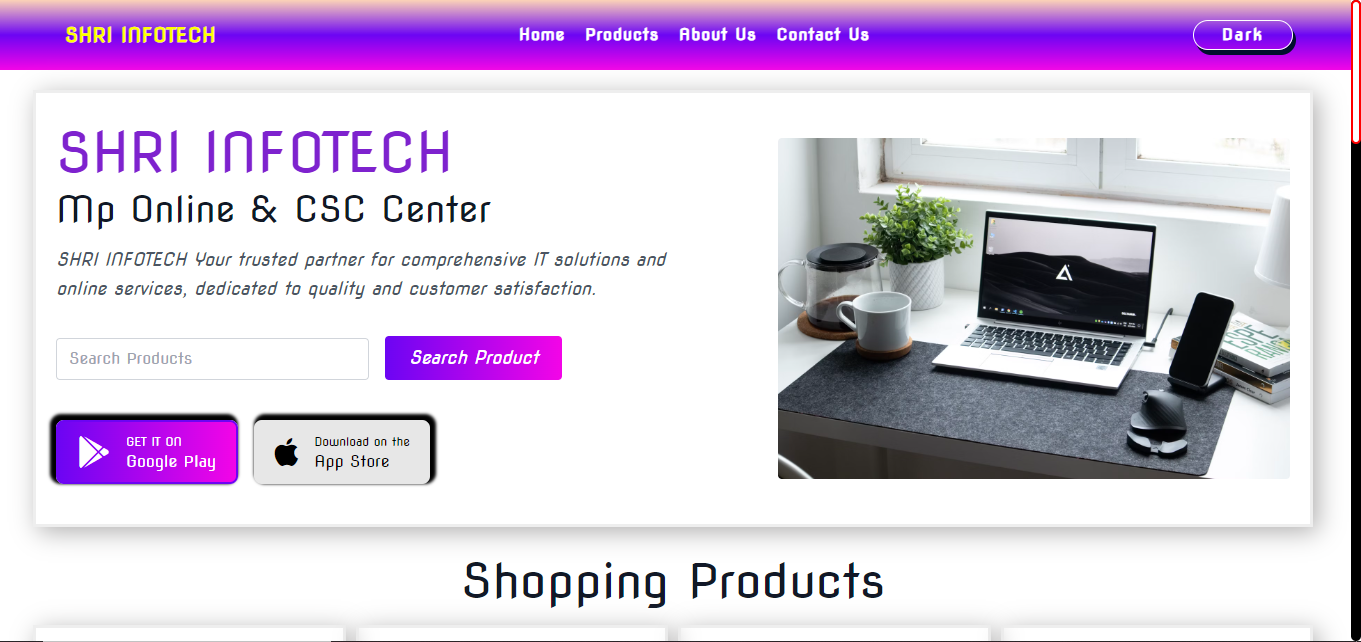 SHRI INFOTECH
Home Products About Us Contact Us
Dark
SHRI INFOTECH
Mp Online & CSC Center
SHRI INFOTECH Your trusted partner for comprehensive IT solutions and
online services, dedicated to quality and customer satisfaction.
Search Products
Search Product
GET IT ON
Google Play
Download on the
App Store
Shopping Products